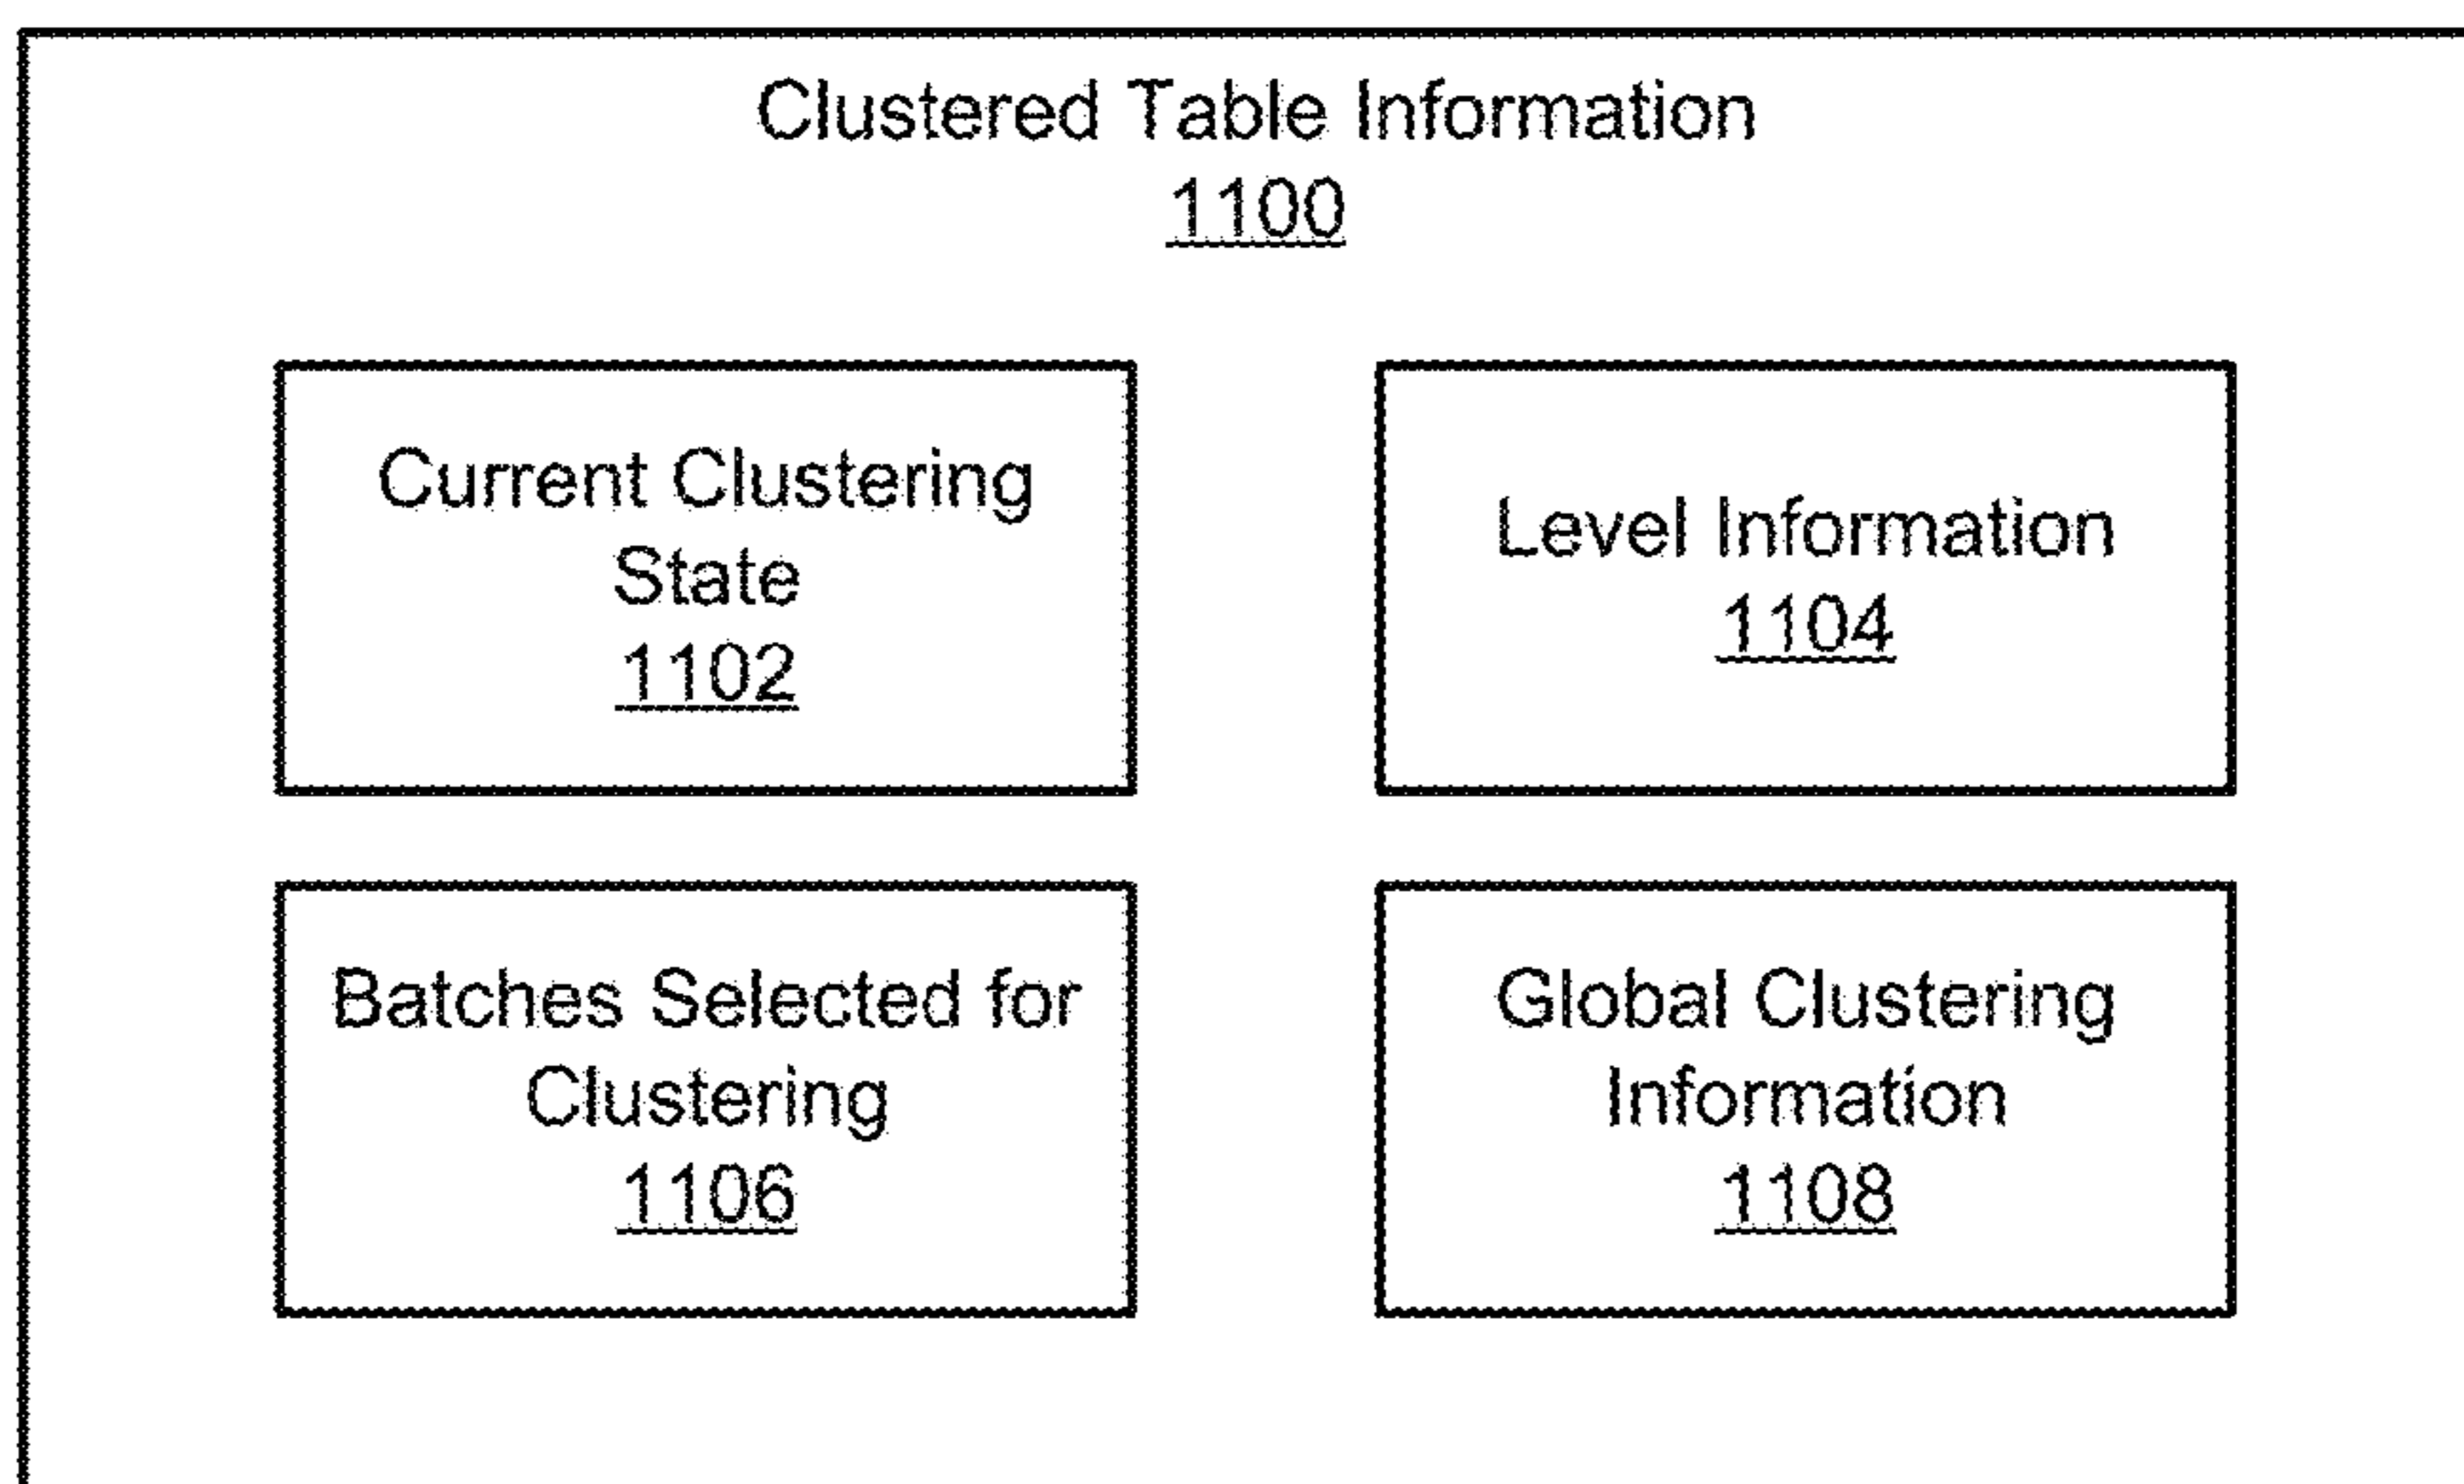 Clustered Table Information
1100
Current Clustering
State
1102
Level Information
1104
Batches Selected for
Clustering
1106
Global Clustering
Information
1108